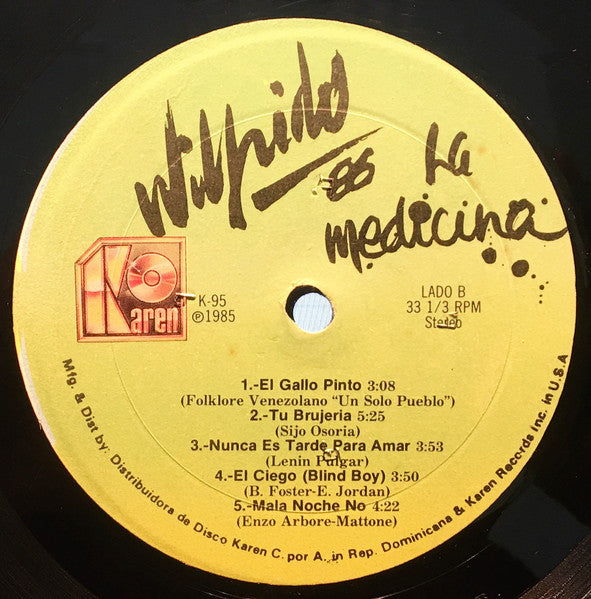 Wilfrido
86 La
medicina
Karen
K-95
℗1985
LADO B
33 1/3 RPM
Stereo
1.-El Gallo Pinto 3:08
(Folklore Venezolano "Un Solo Pueblo")
2.-Tu Brujeria 5:25
(Sijo Osoria)
3.-Nunca Es Tarde Para Amar 3:53
(Lenin Pulgar)
4.-El Ciego (Blind Boy) 3:50
(B. Foster-E. Jordan)
5.-Mala Noche No 4:22
(Enzo Arbore-Mattone)
Mfg. & Dist by: Distribuidora de Disco Karen C. por A. in Rep. Dominicana & Karen Records Inc. in U.S.A